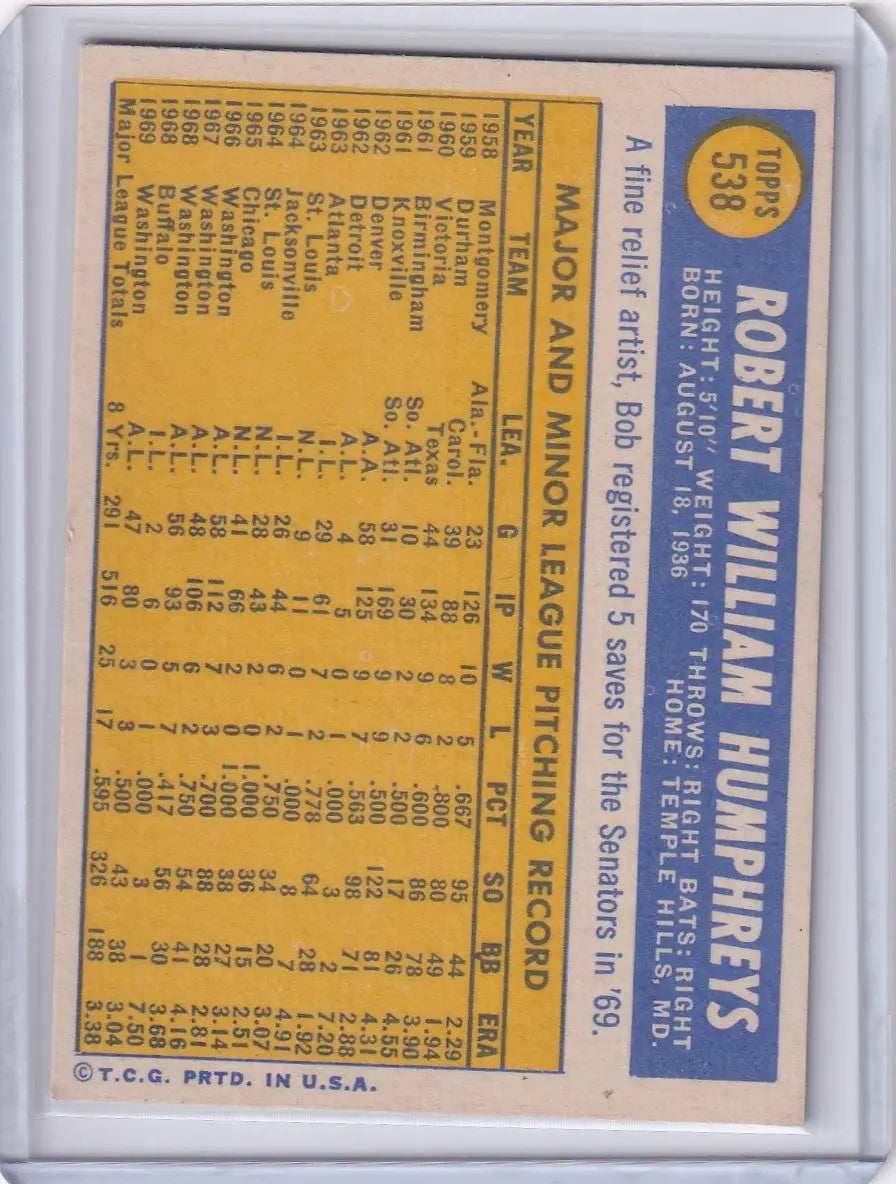 TOPPS
538
ROBERT WILLIAM HUMPHREYS
HEIGHT: 5'10" WEIGHT: 170 THROWS: RIGHT BATS: RIGHT
BORN: AUGUST 18, 1936 HOME: TEMPLE HILLS, MD.
A fine relief artist, Bob registered 5 saves for the Senators in '69.
MAJOR AND MINOR LEAGUE PITCHING RECORD
YEAR TEAM LEA. G IP W L PCT SO BB ERA
1958 Montgomery Ala.-Fla. 23 126 10 5 .667 95 44 2.29
1959 Durham Carol. 39 88 8 2 .800 80 49 1.94
1960 Victoria Texas 44 134 9 6 .600 86 78 3.90
1961 Birmingham So. Atl. 10 30 2 2 .500 17 26 4.55
1961 Knoxville So. Atl. 31 169 9 9 .500 122 81 4.31
1962 Denver A.A. 58 125 9 7 .563 98 71 2.88
1962 Detroit A.L. 4 5 0 1 .000 3 2 7.20
1963 Atlanta I.L. 29 61 7 2 .778 64 28 1.92
1963 St. Louis N.L. 9 11 0 1 .000 8 7 4.91
1964 Jacksonville I.L. 26 44 6 2 .750 34 20 3.07
1964 St. Louis N.L. 28 43 2 0 1.000 36 15 2.51
1965 Chicago N.L. 41 66 2 0 1.000 38 27 3.14
1966 Washington A.L. 58 112 7 3 .700 88 28 2.81
1967 Washington A.L. 48 106 6 2 .750 54 41 4.16
1968 Washington A.L. 56 93 5 7 .417 56 30 3.68
1968 Buffalo I.L. 2 6 0 1 .000 3 1 7.50
1969 Washington A.L. 47 80 3 3 .500 43 38 3.04
Major League Totals 8 Yrs. 291 516 25 17 .595 326 188 3.38
© T.C.G. PRTD. IN U.S.A.